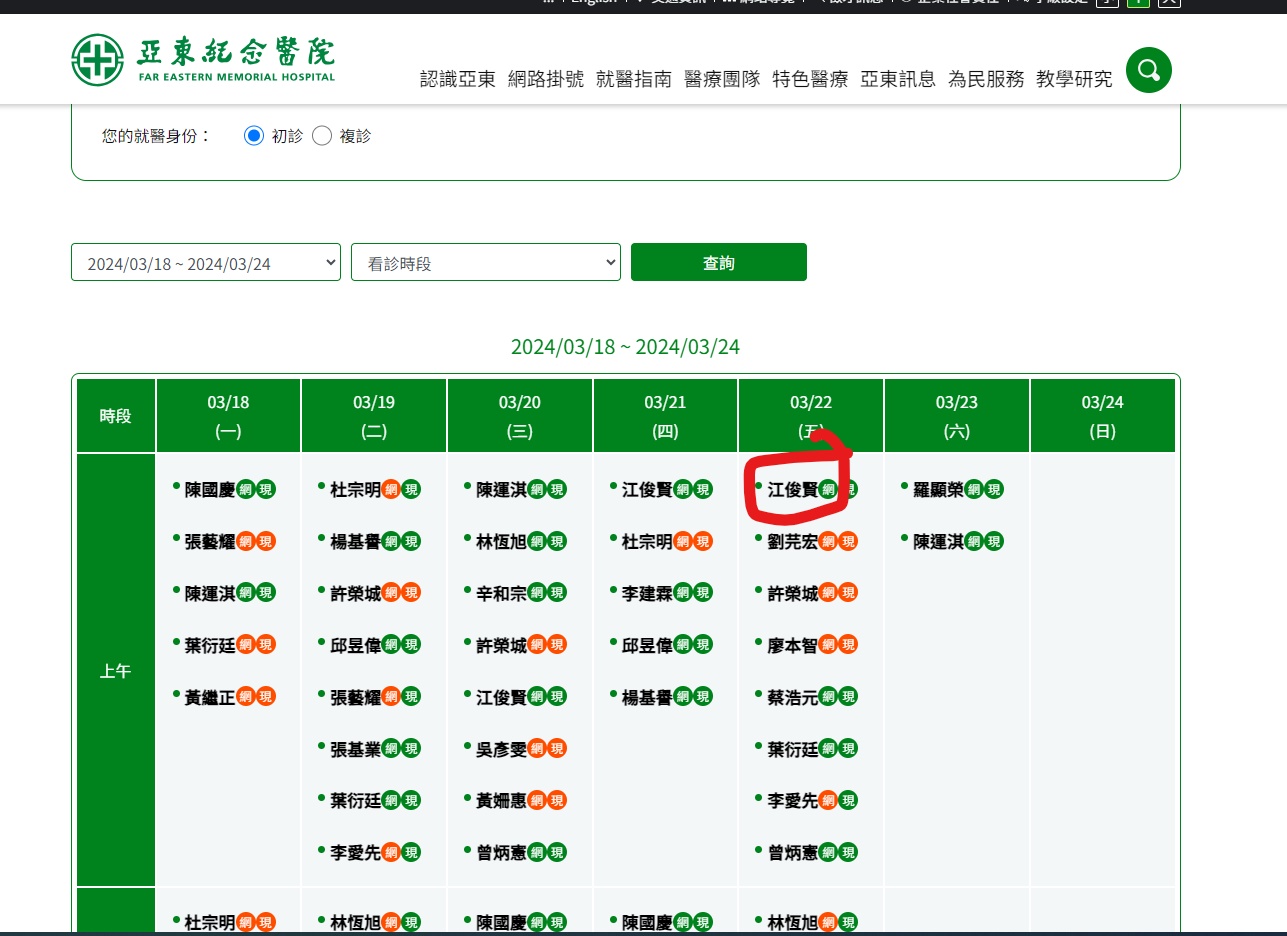 English
亞東紀念醫院
FAR EASTERN MEMORIAL HOSPITAL
認識亞東 網路掛號 就醫指南 醫療團隊 特色醫療 亞東訊息 為民服務 教學研究
您的就醫身份： 初診 複診
2024/03/18 ~ 2024/03/24 看診時段 查詢
2024/03/18 ~ 2024/03/24
時段 03/18 03/19 03/20 03/21 03/22 03/23 03/24
(一) (二) (三) (四) (五) (六) (日)
陳國慶網現 杜宗明網現 陳運淇網現 江俊賢網現 江俊賢網現 羅顯榮網現
張藝耀網現 楊基譽網現 林恆旭網現 杜宗明網現 劉芫宏網現 陳運淇網現
陳運淇網現 許榮城網現 辛和宗網現 李建霖網現 許榮城網現
葉衍廷網現 邱昱偉網現 許榮城網現 邱昱偉網現 廖本智網現
上午
黃繼正網現 張藝耀網現 江俊賢網現 楊基譽網現 蔡浩元網現
張基業網現 吳彥雯網現 葉衍廷網現
葉衍廷網現 黃姍惠網現 李愛先網現
李愛先網現 曾炳憲網現 曾炳憲網現
杜宗明網現 林恆旭網現 陳國慶網現 陳國慶網現 林恆旭網現